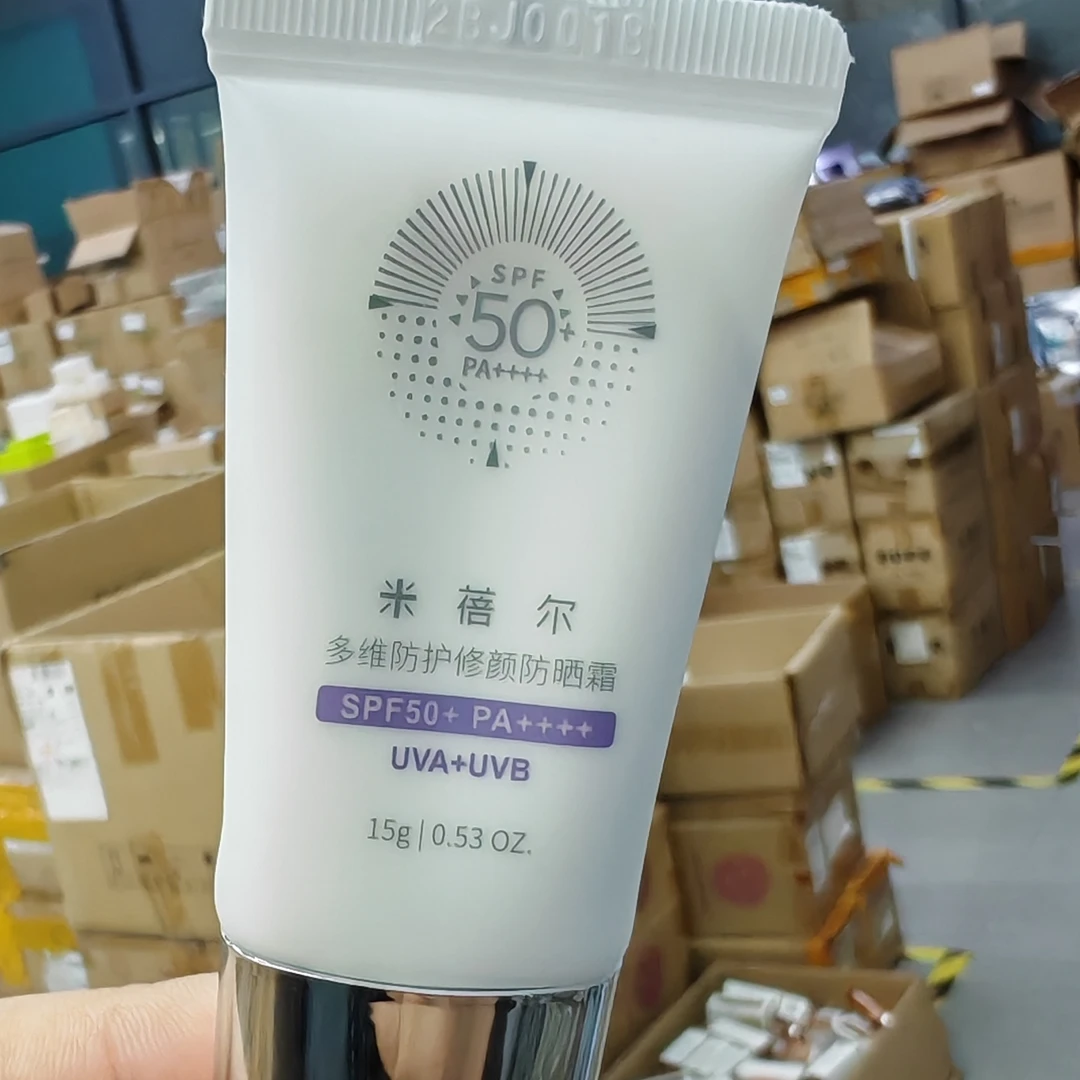 SPF
50+
PA++++
米蓓尔
多维防护修颜防晒霜
SPF50+ PA++++
UVA+UVB
15g | 0.53 OZ.